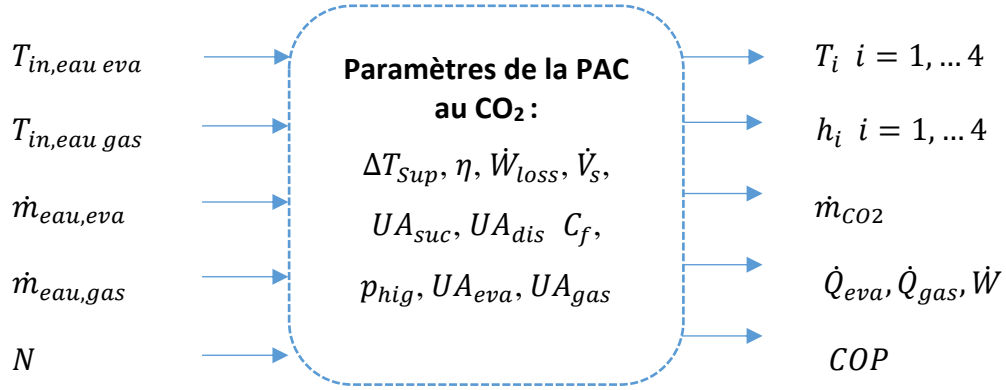 T_{in,eau eva}
T_{in,eau gas}
ṁ_{eau,eva}
ṁ_{eau,gas}
N
Paramètres de la PAC
au CO₂ :
ΔT_{Sup}, η, Ẇ_{loss}, V̇_s,
UA_{suc}, UA_{dis} C_f,
p_{hig}, UA_{eva}, UA_{gas}
T_i i = 1, … 4
h_i i = 1, … 4
ṁ_{CO2}
Q̇_{eva}, Q̇_{gas}, Ẇ
COP